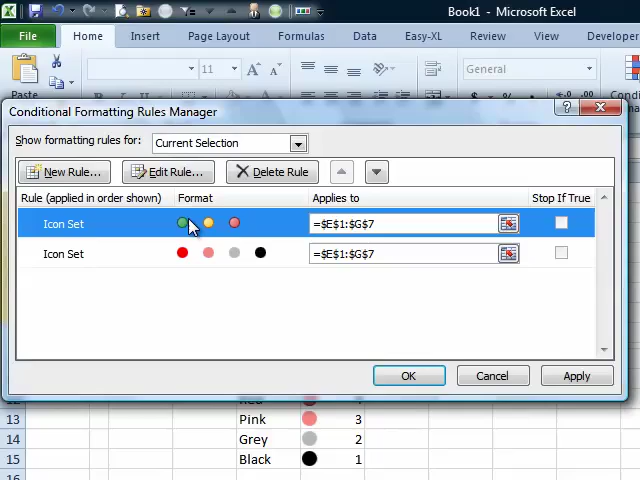 Book1 - Microsoft Excel
File Home Insert Page Layout Formulas Data Easy-XL Review Developer
Paste 11 A A General
Conditional Formatting Rules Manager
Show formatting rules for: Current Selection
New Rule... Edit Rule... Delete Rule
Rule (applied in order shown) Format Applies to Stop If True
Icon Set =$E$1:$G$7
Icon Set =$E$1:$G$7
OK Cancel Apply
13 Pink 3
14 Grey 2
15 Black 1
16